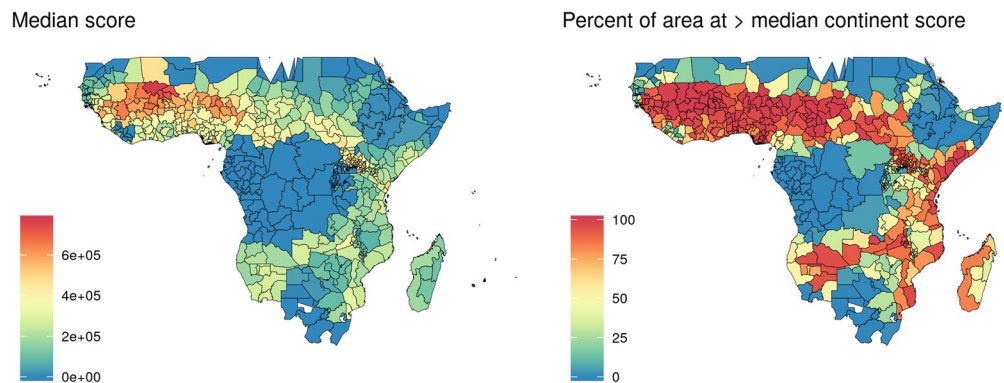 Median score
Percent of area at > median continent score
6e+05
4e+05
2e+05
0e+00
100
75
50
25
0